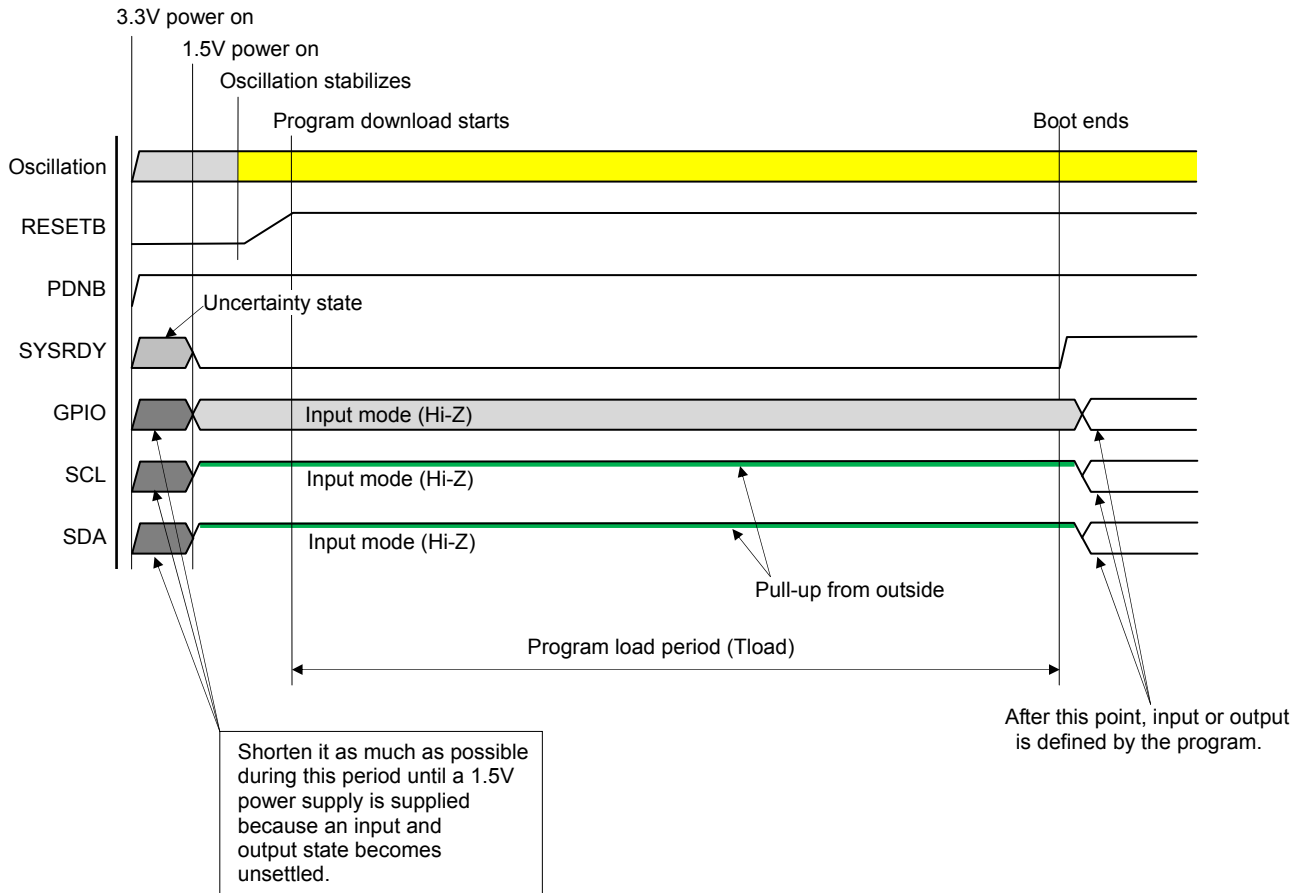 3.3V power on
1.5V power on
Oscillation stabilizes
Program download starts
Boot ends
Oscillation
RESETB
PDNB
Uncertainty state
SYSRDY
GPIO
Input mode (Hi-Z)
SCL
Input mode (Hi-Z)
SDA
Input mode (Hi-Z)
Pull-up from outside
Program load period (Tload)
After this point, input or output
is defined by the program.
Shorten it as much as possible
during this period until a 1.5V
power supply is supplied
because an input and
output state becomes
unsettled.